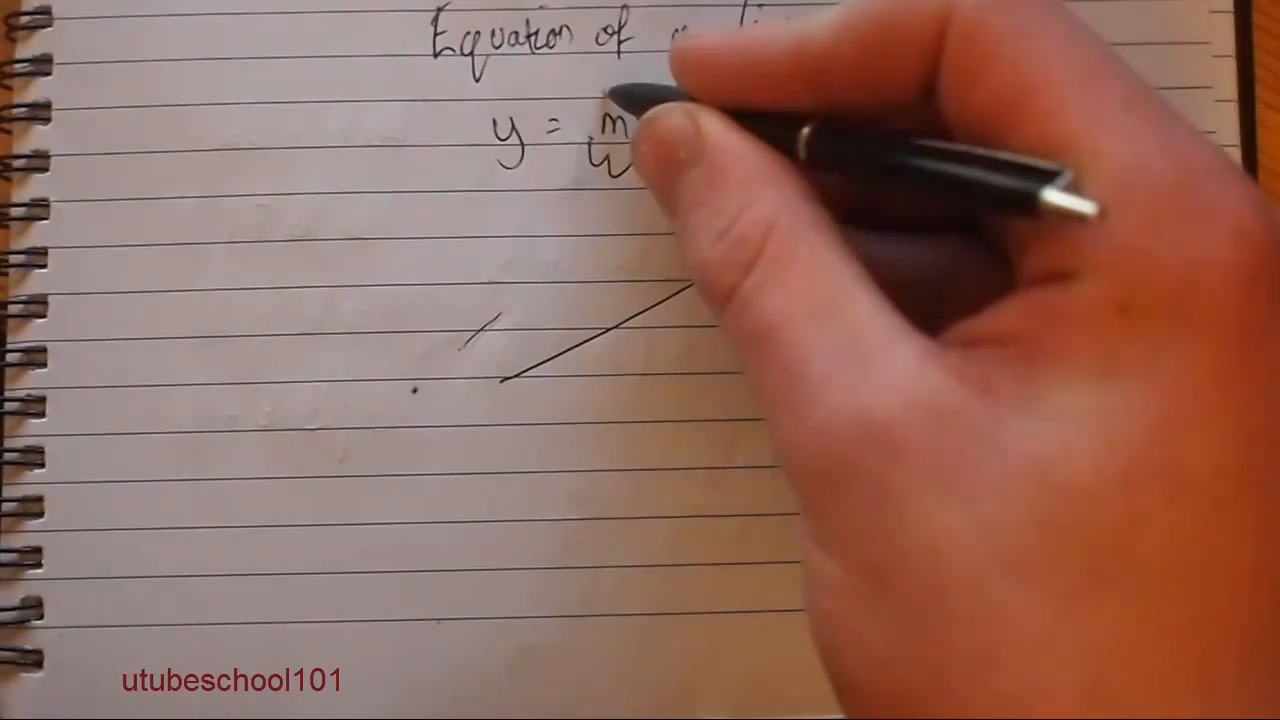 Equation of
y = m
utubeschool101